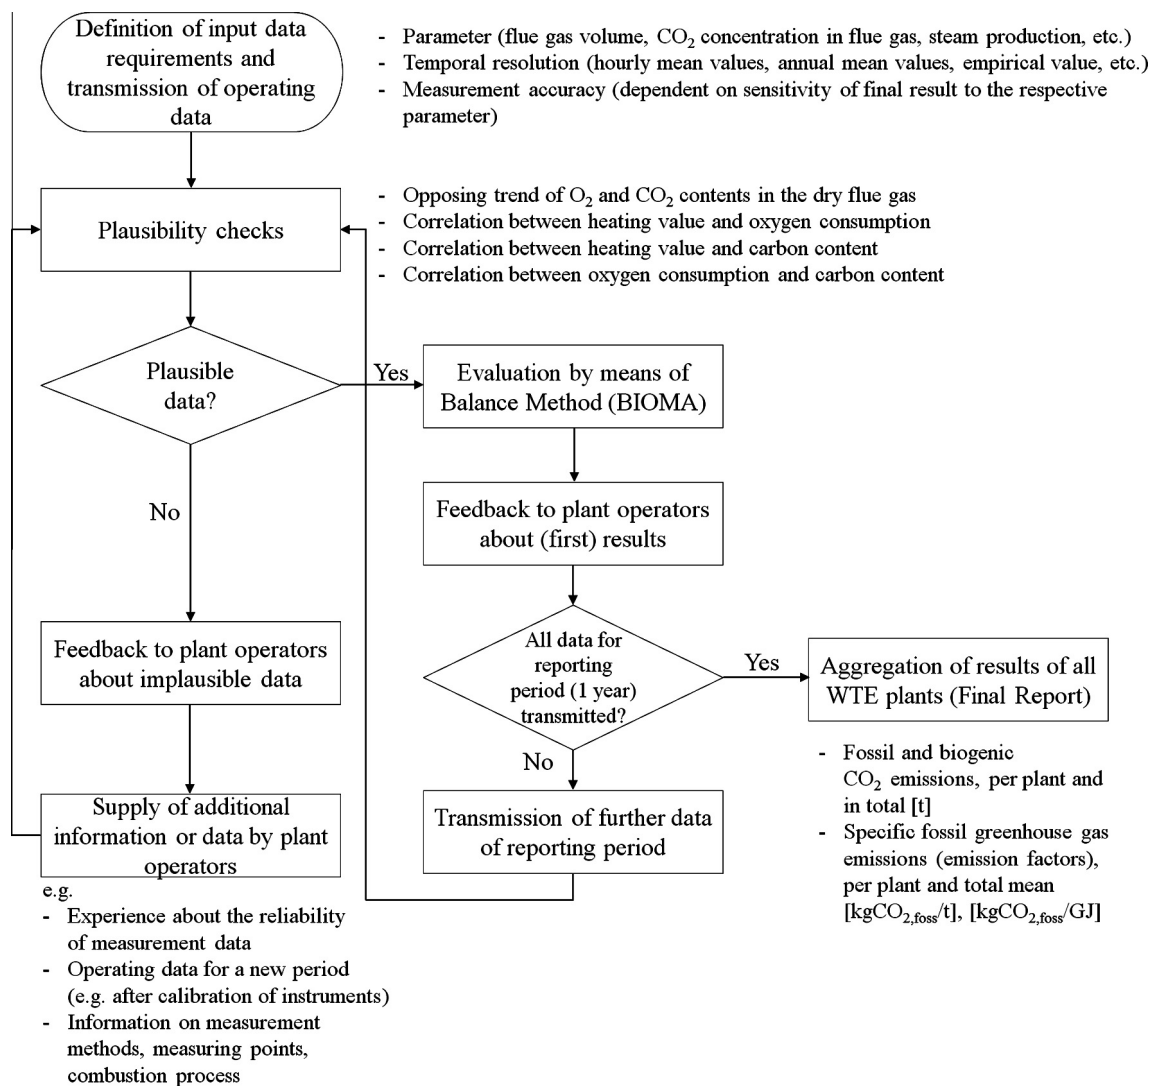 Definition of input data
requirements and
transmission of operating
data
- Parameter (flue gas volume, CO₂ concentration in flue gas, steam production, etc.)
- Temporal resolution (hourly mean values, annual mean values, empirical value, etc.)
- Measurement accuracy (dependent on sensitivity of final result to the respective
parameter)
Plausibility checks
- Opposing trend of O₂ and CO₂ contents in the dry flue gas
- Correlation between heating value and oxygen consumption
- Correlation between heating value and carbon content
- Correlation between oxygen consumption and carbon content
Plausible
data?
Yes
Evaluation by means of
Balance Method (BIOMA)
No
Feedback to plant operators
about (first) results
Feedback to plant operators
about implausible data
All data for
reporting
period (1 year)
transmitted?
Yes
Aggregation of results of all
WTE plants (Final Report)
No
- Fossil and biogenic
CO₂ emissions, per plant and
in total [t]
- Specific fossil greenhouse gas
emissions (emission factors),
per plant and total mean
[kgCO₂,foss/t], [kgCO₂,foss/GJ]
Supply of additional
information or data by plant
operators
Transmission of further data
of reporting period
e.g.
- Experience about the reliability
of measurement data
- Operating data for a new period
(e.g. after calibration of instruments)
- Information on measurement
methods, measuring points,
combustion process